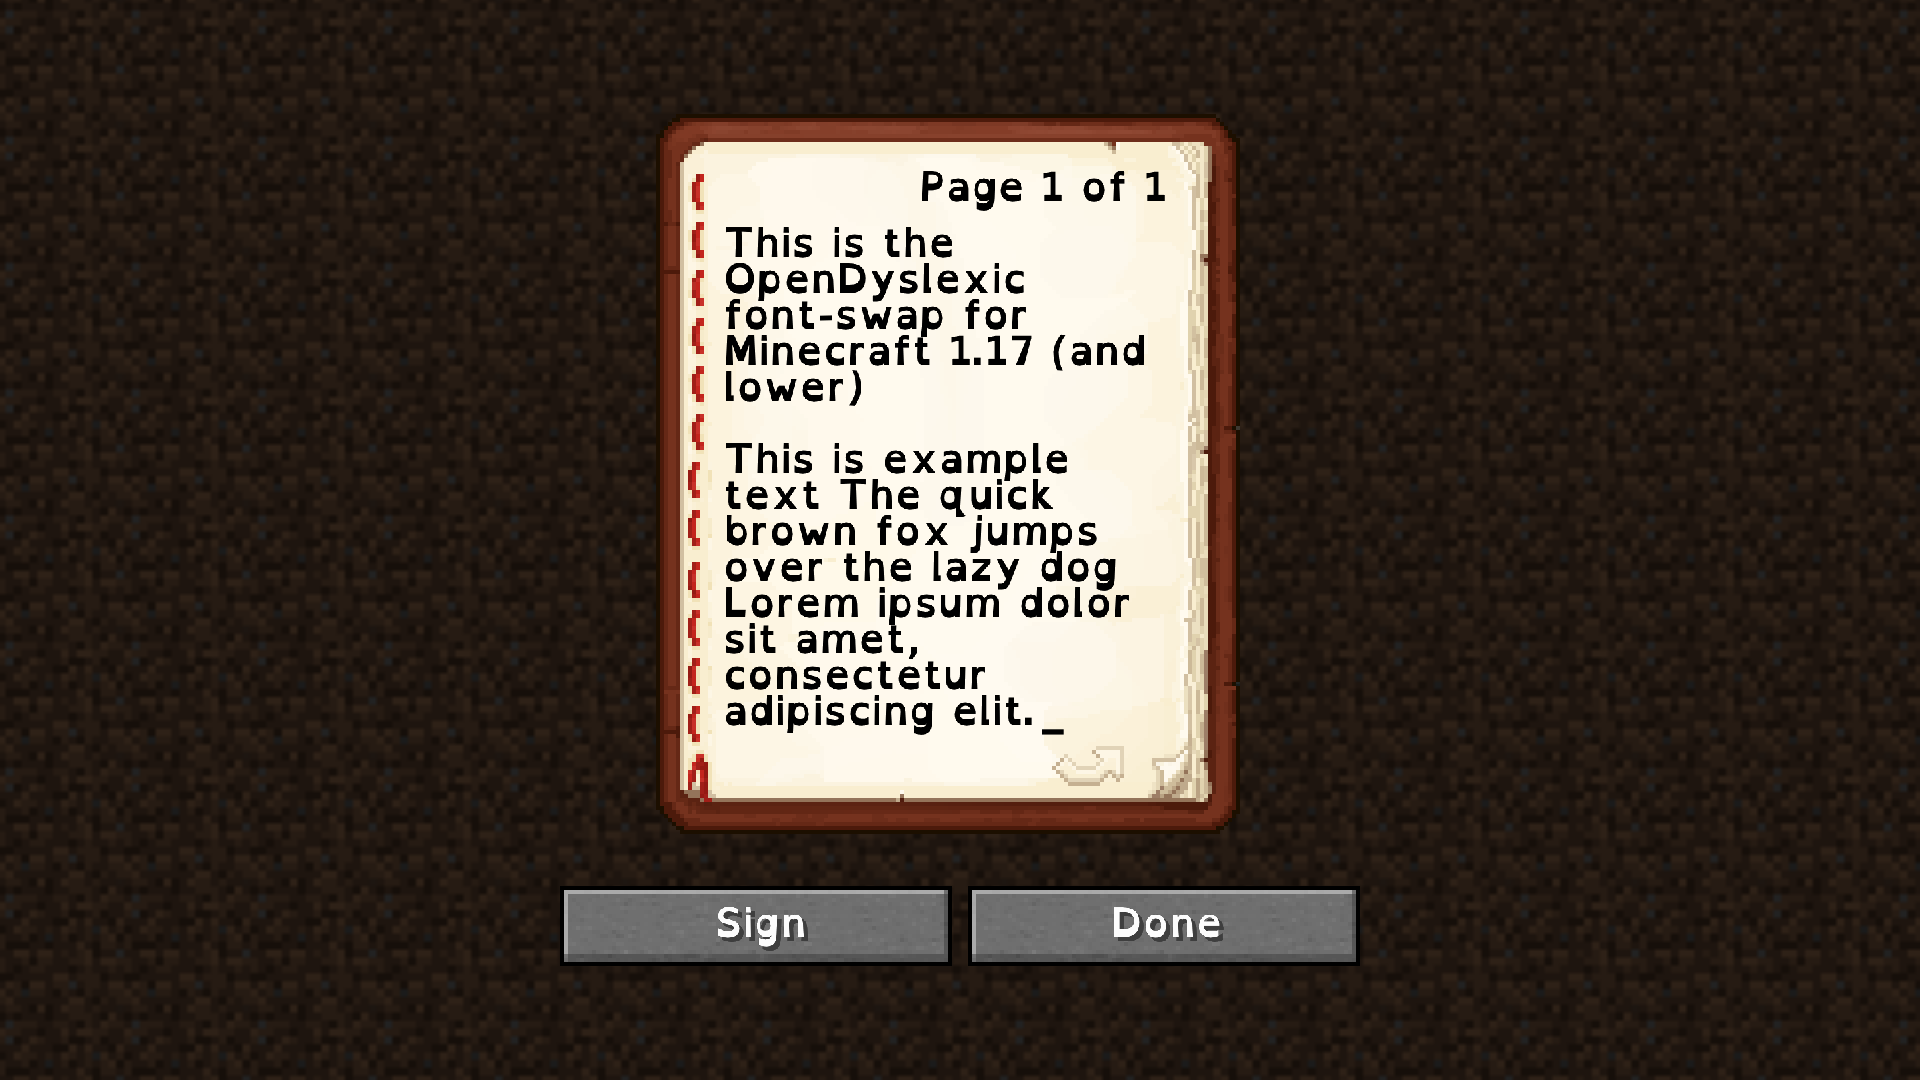 Page 1 of 1
This is the
OpenDyslexic
font-swap for
Minecraft 1.17 (and
lower)
This is example
text The quick
brown fox jumps
over the lazy dog
Lorem ipsum dolor
sit amet,
consectetur
adipiscing elit._
Sign
Done